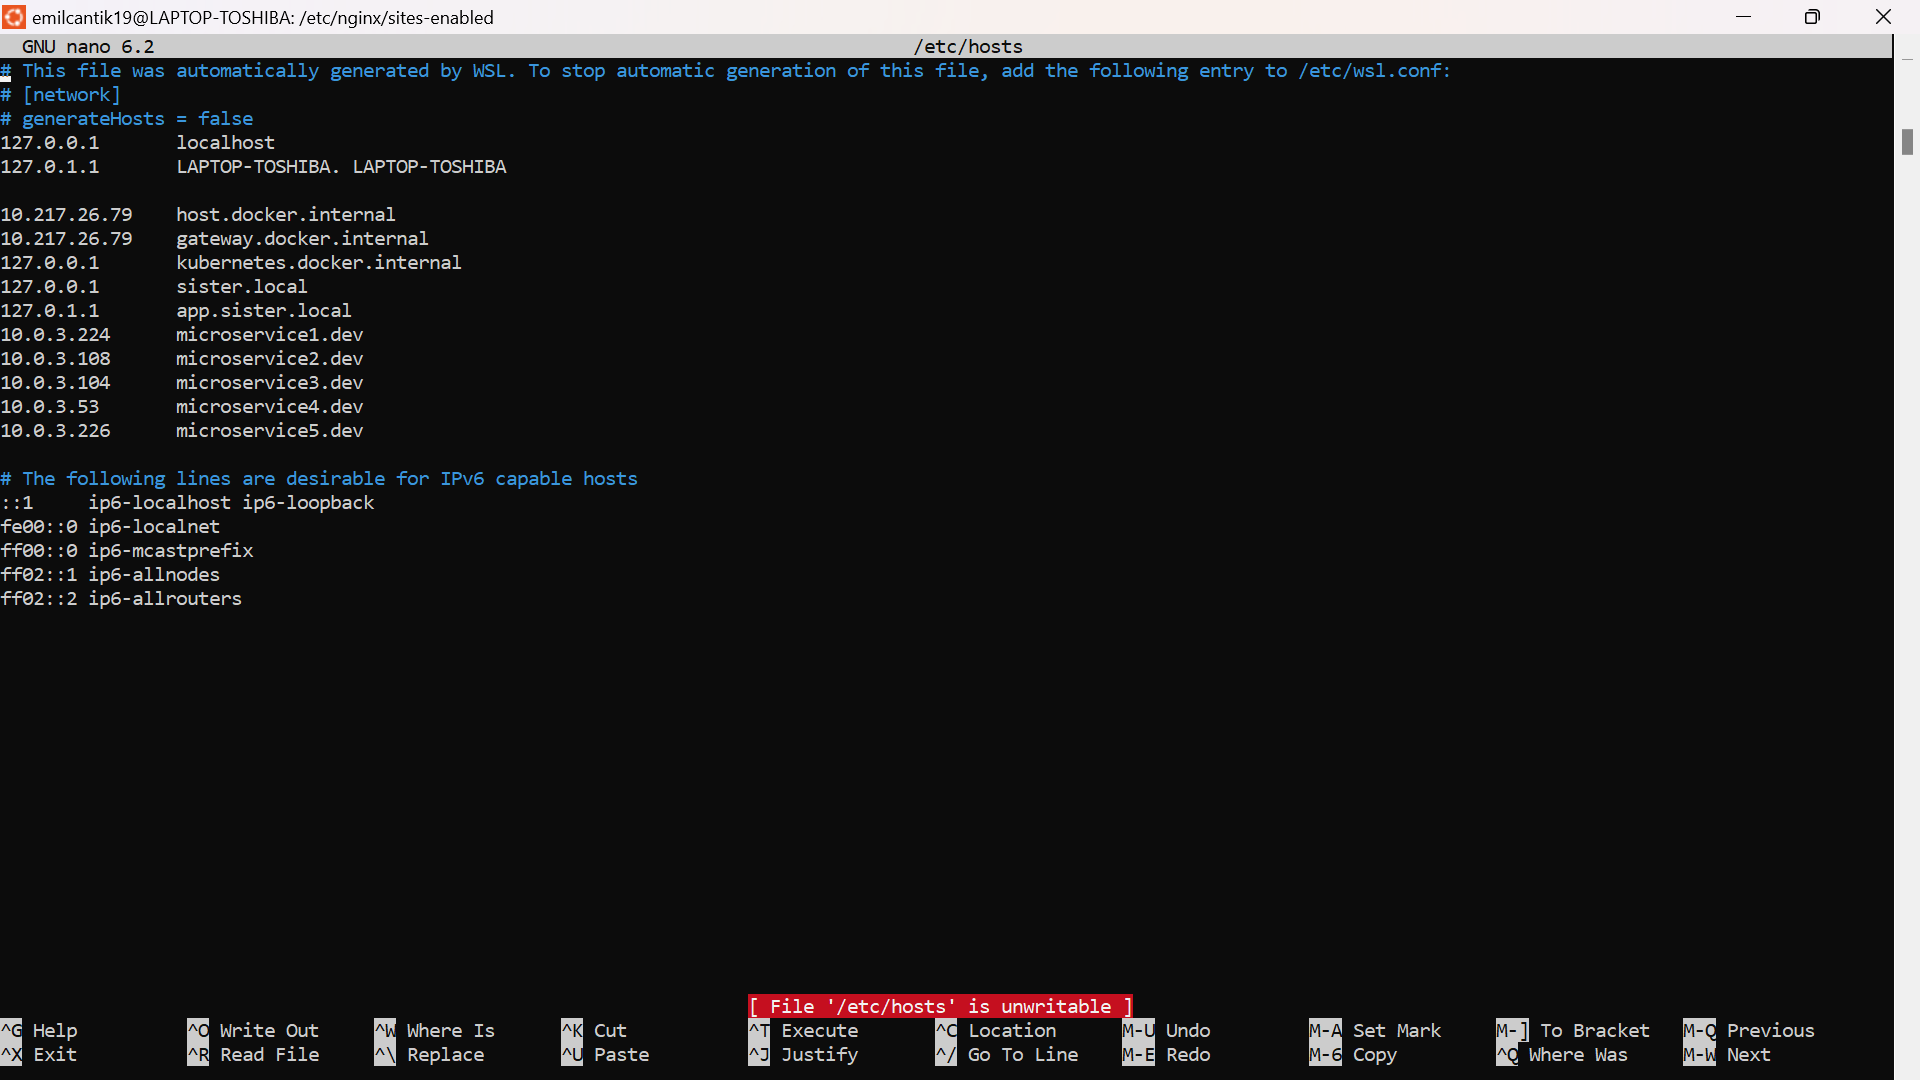 emilcantik19@LAPTOP-TOSHIBA: /etc/nginx/sites-enabled
GNU nano 6.2 /etc/hosts
# This file was automatically generated by WSL. To stop automatic generation of this file, add the following entry to /etc/wsl.conf:
# [network]
# generateHosts = false
127.0.0.1 localhost
127.0.1.1 LAPTOP-TOSHIBA. LAPTOP-TOSHIBA
10.217.26.79 host.docker.internal
10.217.26.79 gateway.docker.internal
127.0.0.1 kubernetes.docker.internal
127.0.0.1 sister.local
127.0.1.1 app.sister.local
10.0.3.224 microservice1.dev
10.0.3.108 microservice2.dev
10.0.3.104 microservice3.dev
10.0.3.53 microservice4.dev
10.0.3.226 microservice5.dev
# The following lines are desirable for IPv6 capable hosts
::1 ip6-localhost ip6-loopback
fe00::0 ip6-localnet
ff00::0 ip6-mcastprefix
ff02::1 ip6-allnodes
ff02::2 ip6-allrouters
[ File '/etc/hosts' is unwritable ]
^G Help ^O Write Out ^W Where Is ^K Cut ^T Execute ^C Location M-U Undo M-A Set Mark M-] To Bracket M-Q Previous
^X Exit ^R Read File ^\ Replace ^U Paste ^J Justify ^/ Go To Line M-E Redo M-6 Copy ^Q Where Was M-W Next